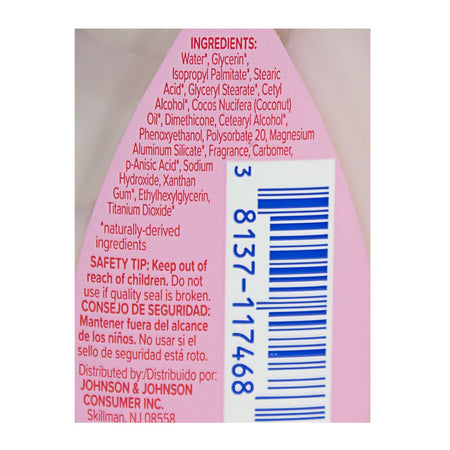 INGREDIENTS:
Water*, Glycerin*,
Isopropyl Palmitate*, Stearic
Acid*, Glyceryl Stearate*, Cetyl
Alcohol*, Cocos Nucifera (Coconut)
Oil*, Dimethicone, Cetearyl Alcohol*,
Phenoxyethanol, Polysorbate 20, Magnesium
Aluminum Silicate*, Fragrance, Carbomer,
p-Anisic Acid*, Sodium
Hydroxide, Xanthan
Gum*, Ethylhexylglycerin,
Titanium Dioxide*
*naturally-derived
ingredients
SAFETY TIP: Keep out of
reach of children. Do not
use if quality seal is broken.
CONSEJO DE SEGURIDAD:
Mantener fuera del alcance
de los niños. No usar si el
sello de seguridad está roto.
Distributed by:/Distribuido por:
JOHNSON & JOHNSON
CONSUMER INC.
Skillman, NJ 08558
3 8137-117468